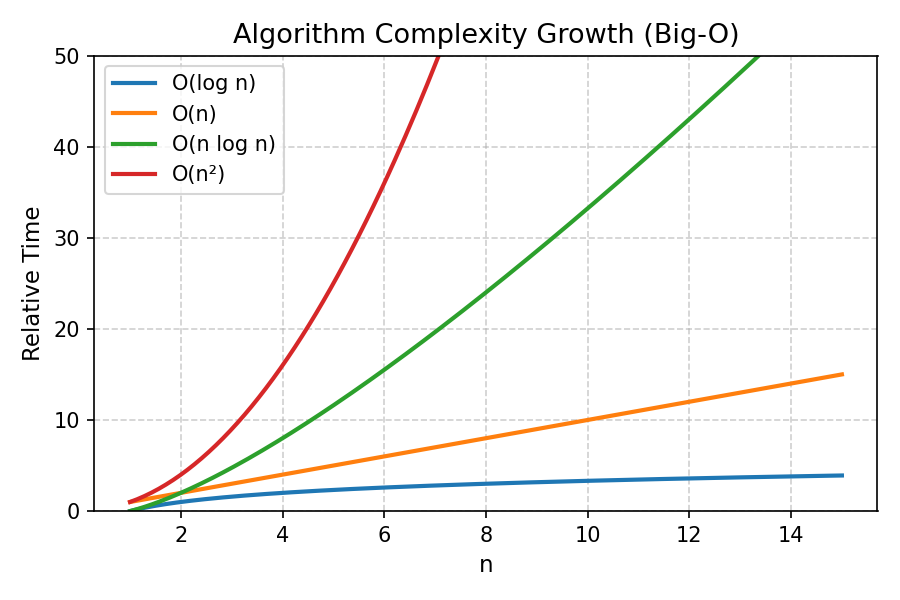 Algorithm Complexity Growth (Big-O)
O(log n)
O(n)
O(n log n)
O(n²)
Relative Time
50
40
30
20
10
0
2 4 6 8 10 12 14
n